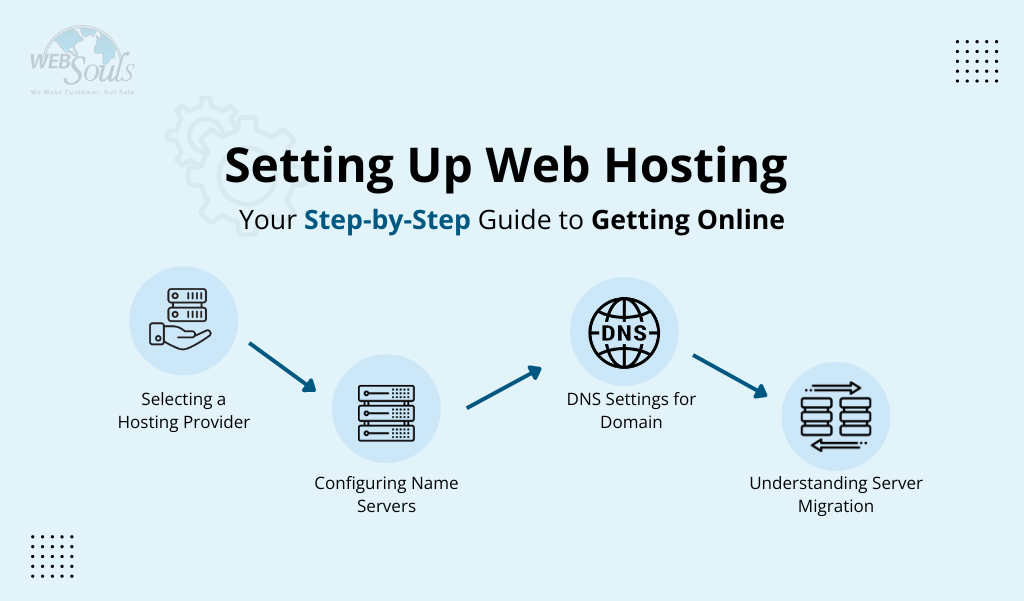 WEB Souls
We Make Customer, Not Sale
Setting Up Web Hosting
Your Step-by-Step Guide to Getting Online
Selecting a
Hosting Provider
Configuring Name
Servers
DNS
DNS Settings for
Domain
Understanding Server
Migration